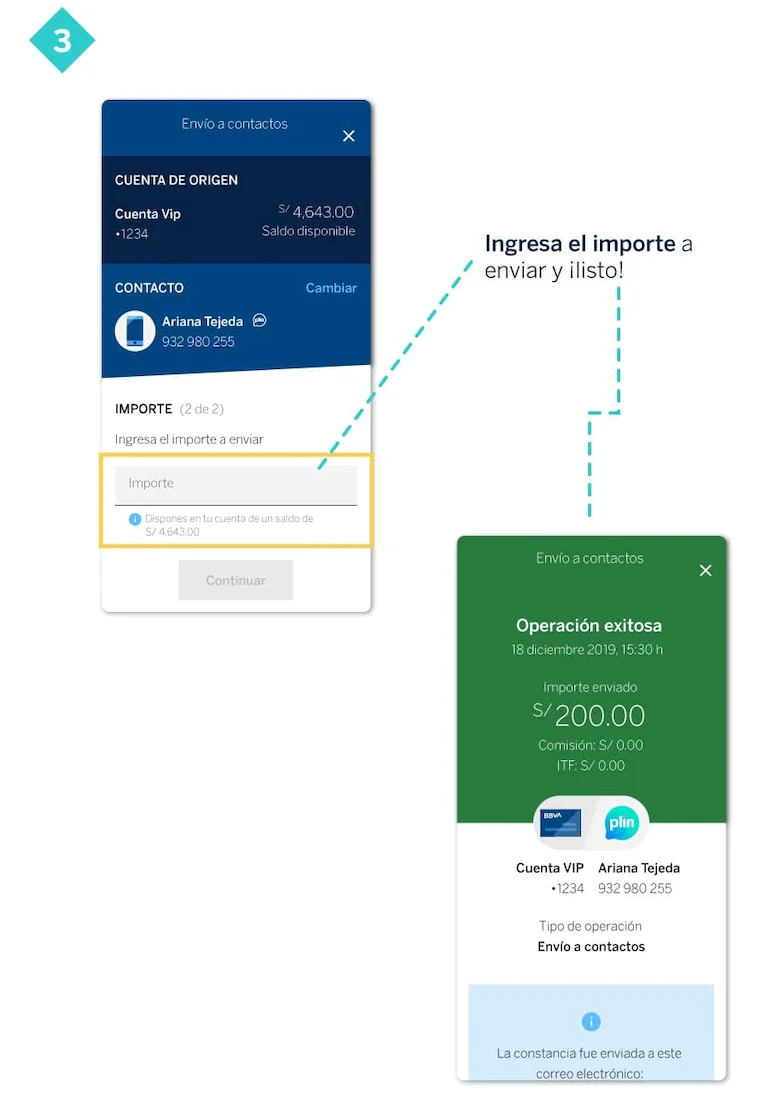 3
Envío a contactos
CUENTA DE ORIGEN
Cuenta Vip S/ 4,643.00
•1234 Saldo disponible
CONTACTO Cambiar
Ariana Tejeda plin
932 980 255
IMPORTE (2 de 2)
Ingresa el importe a enviar
Importe
i Dispones en tu cuenta de un saldo de
S/ 4,643.00
Continuar
Ingresa el importe a
enviar y ¡listo!
Envío a contactos
Operación exitosa
18 diciembre 2019, 15:30 h
Importe enviado
S/ 200.00
Comisión: S/ 0.00
ITF: S/ 0.00
BBVA plin
Cuenta VIP Ariana Tejeda
•1234 932 980 255
Tipo de operación
Envío a contactos
i
La constancia fue enviada a este
correo electrónico: